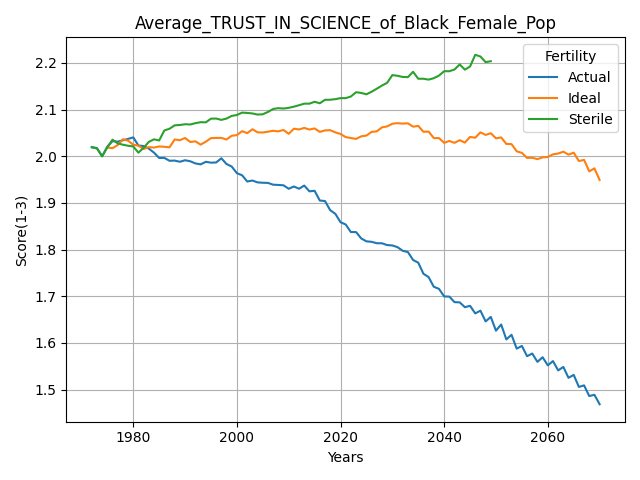 Average_TRUST_IN_SCIENCE_of_Black_Female_Pop
Fertility
Actual
Ideal
Sterile
Score(1-3)
2.2
2.1
2.0
1.9
1.8
1.7
1.6
1.5
1980 2000 2020 2040 2060
Years